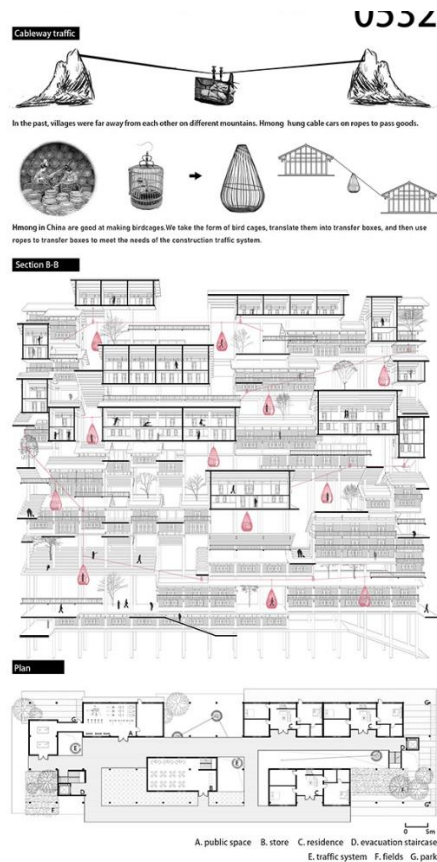 0532
Cableway traffic
In the past, villages were far away from each other on different mountains. Hmong hung cable cars on ropes to pass goods.
Hmong in China are good at making birdcages.We take the form of bird cages, translate them into transfer boxes, and then use
ropes to transfer boxes to meet the needs of the construction traffic system.
Section B-B
Plan
G
A
E
C
C
G
D
E
B
C
D
F
F
G
0 5m
A. public space B. store C. residence D. evacuation staircase
E. traffic system F. fields G. park